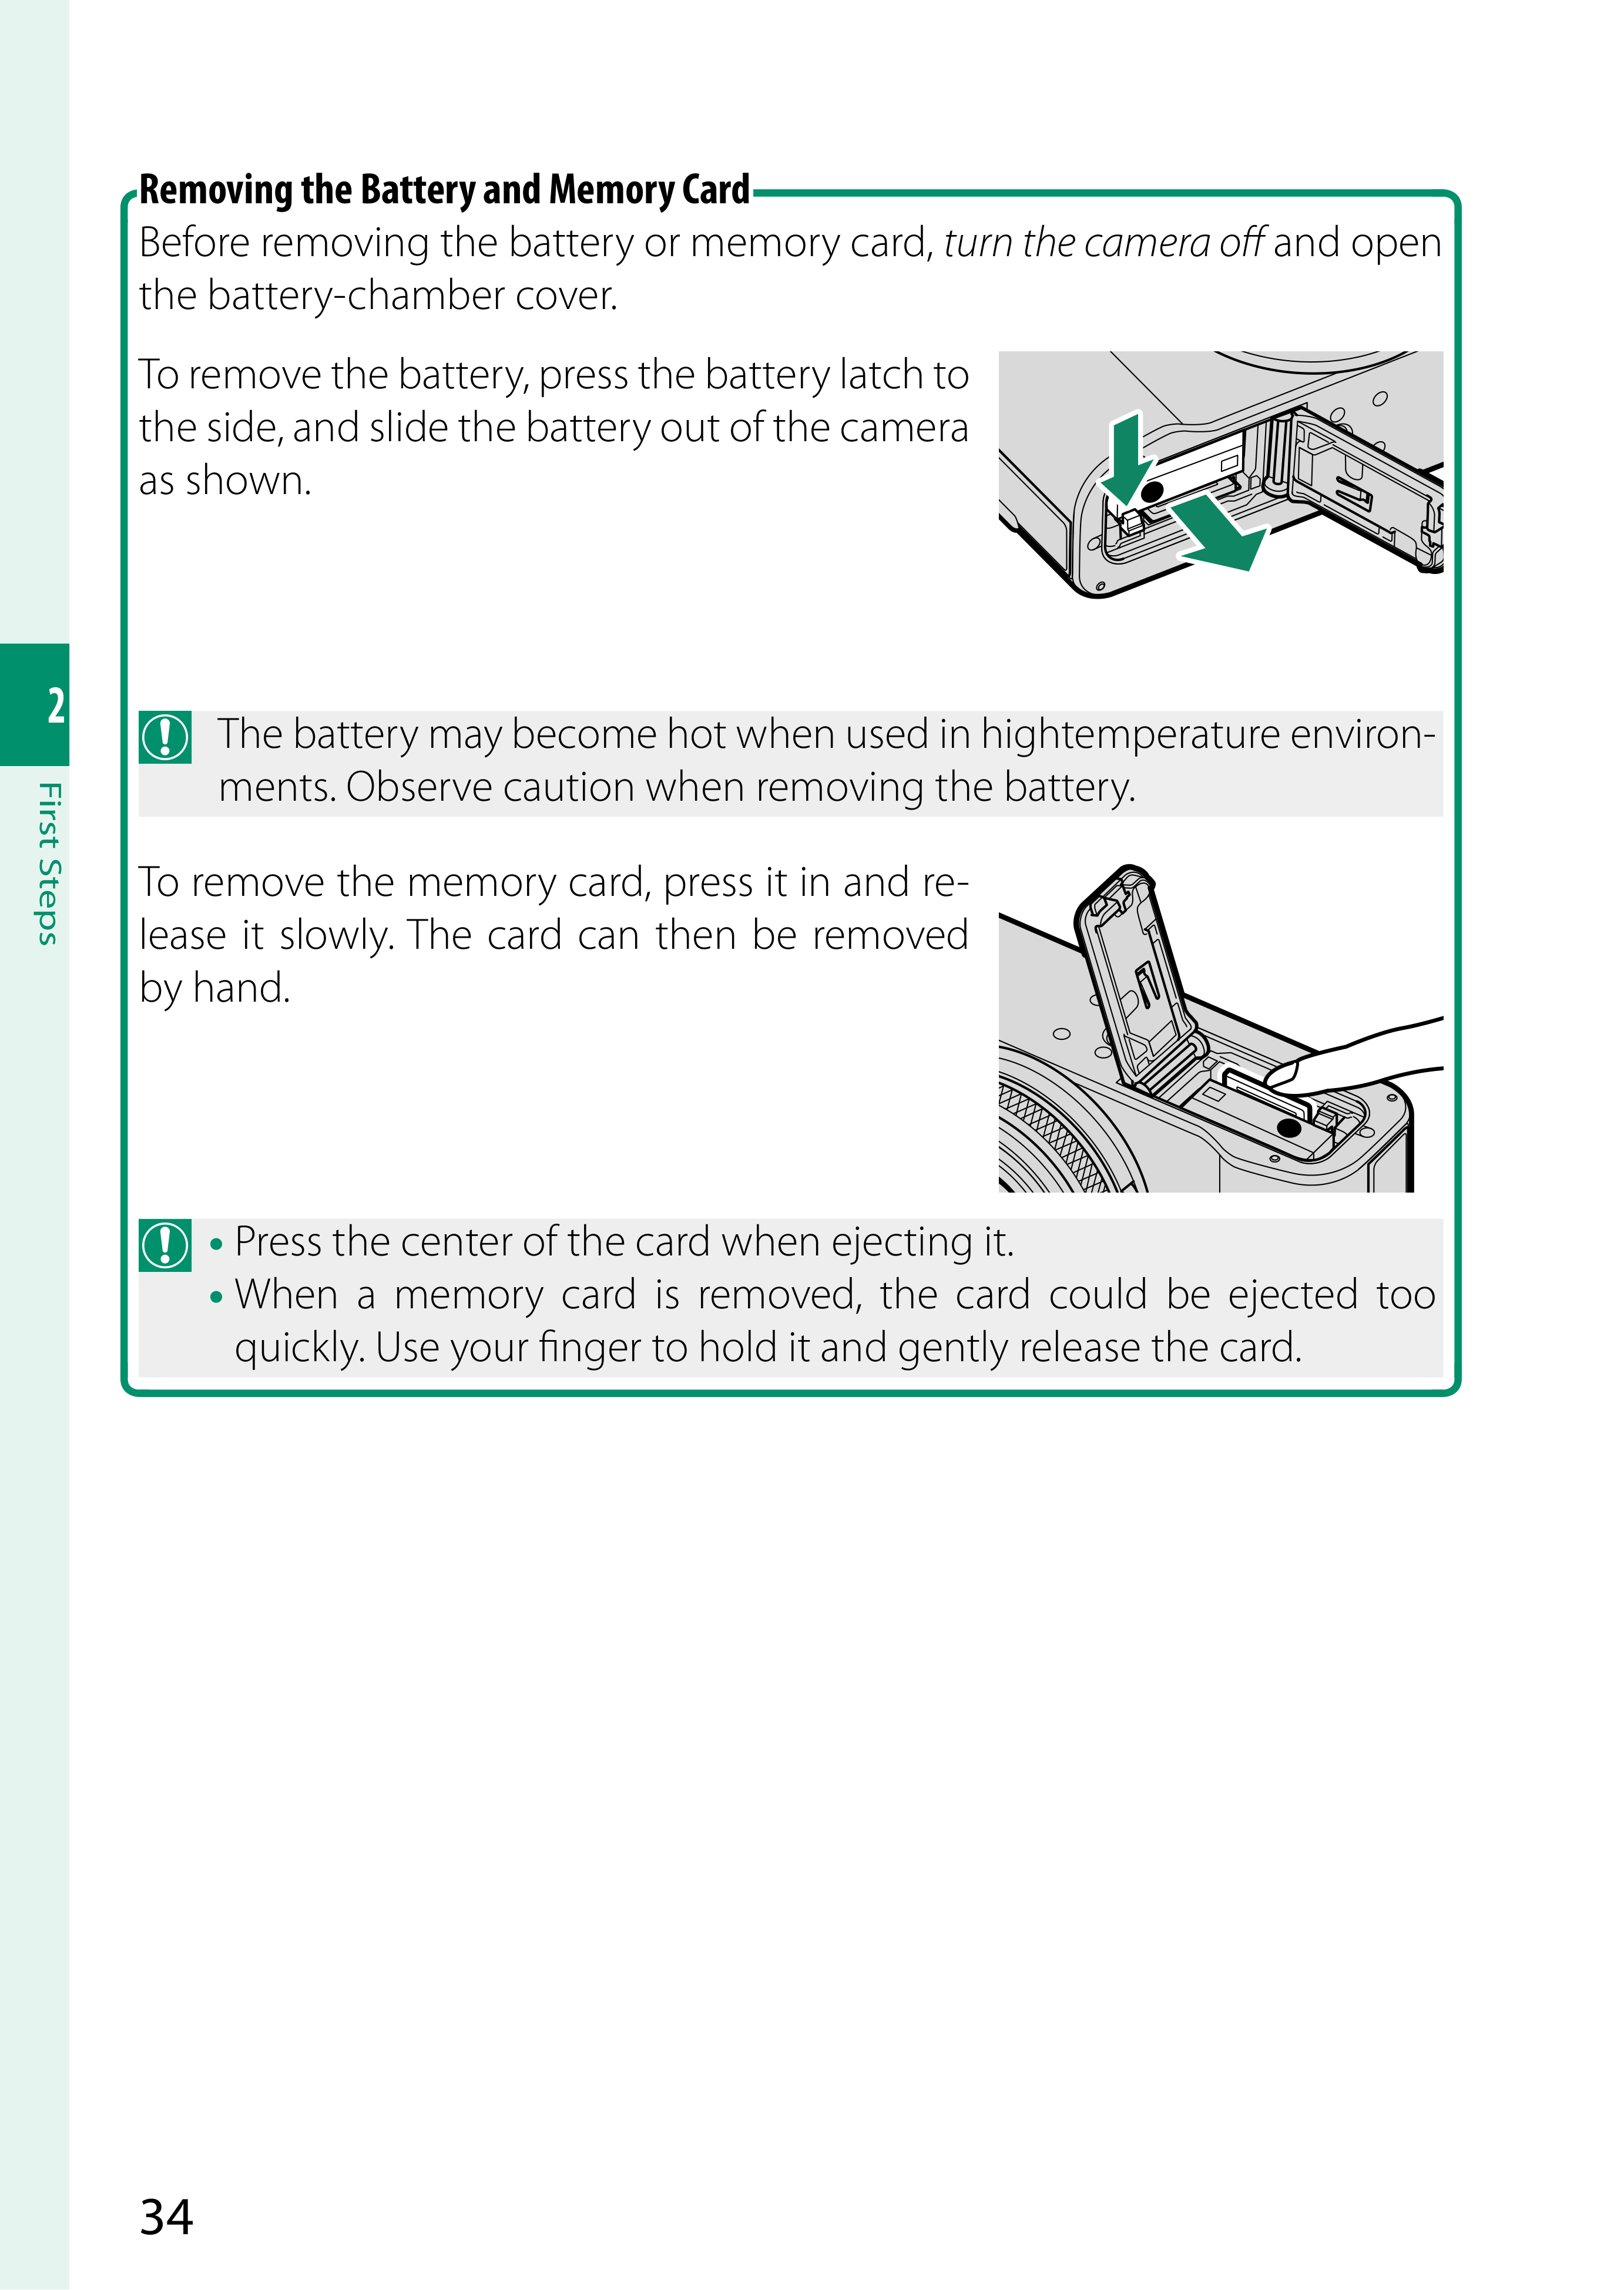 Removing the Battery and Memory Card
Before removing the battery or memory card, turn the camera off and open
the battery-chamber cover.
To remove the battery, press the battery latch to
the side, and slide the battery out of the camera
as shown.
The battery may become hot when used in hightemperature environ-
ments. Observe caution when removing the battery.
To remove the memory card, press it in and re-
lease it slowly. The card can then be removed
by hand.
• Press the center of the card when ejecting it.
• When a memory card is removed, the card could be ejected too
quickly. Use your finger to hold it and gently release the card.
2
First Steps
34